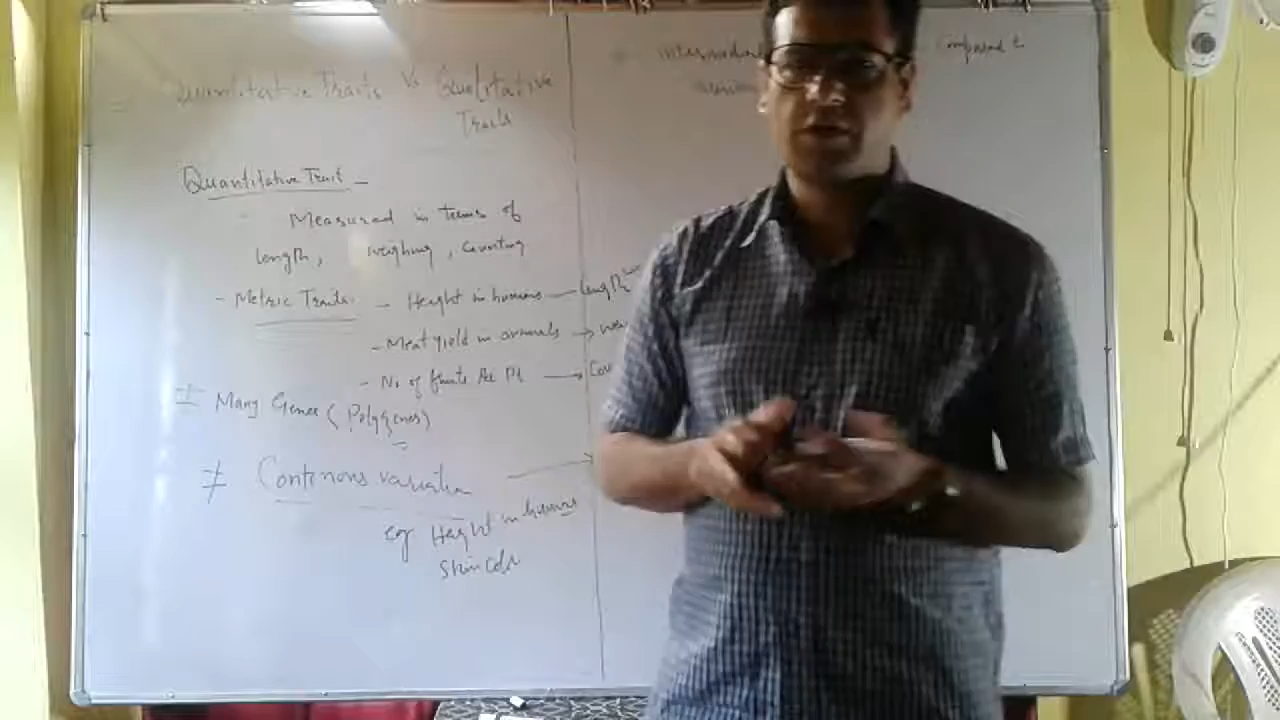 Quantitative Traits Vs Qualitative
Traits
Quantitative Trait -
Measured in terms of
length, weighing, counting
- Metric Traits. - Height in humans — length
- Meat yield in animals →
- No of fruits Per Pl →
Many Genes (Polygenes)
Continous variation
eg Height in humans
Skin Color
Compared t